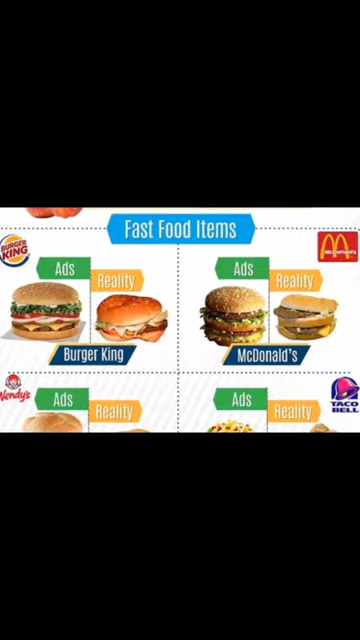 Fast Food Items
BURGER
KING
Ads
Reality
Burger King
McDonald's
Ads
Reality
McDonald's
Wendy's
Ads
Reality
Ads
Reality
TACO
BELL